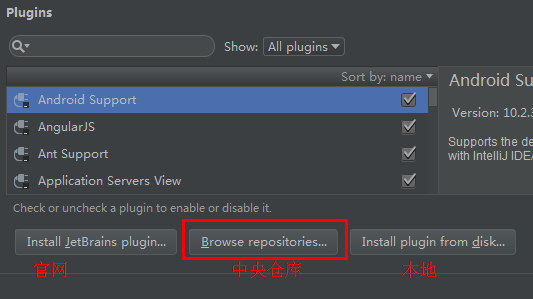 Plugins
Show: All plugins
Sort by: name
Android Support
AngularJS
Ant Support
Application Servers View
Android Su
Version: 10.2.3
Supports the de
with IntelliJ IDE
Check or uncheck a plugin to enable or disable it.
Install JetBrains plugin... Browse repositories... Install plugin from disk...
官网 中央仓库 本地